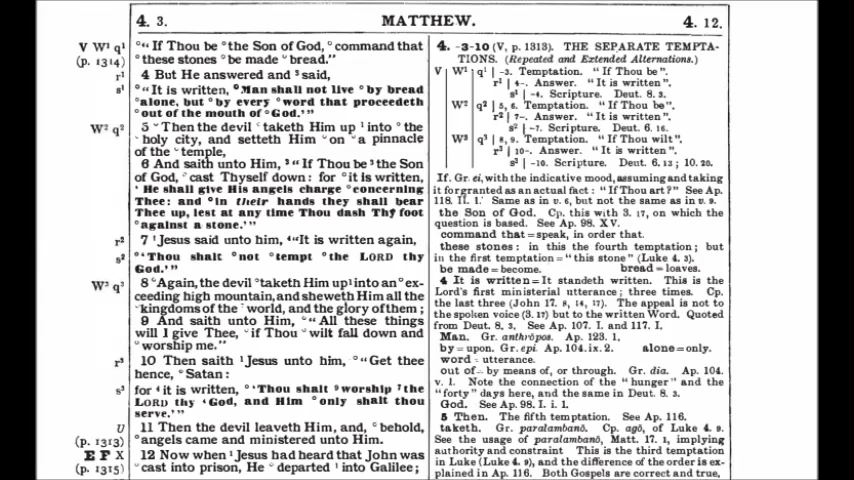 4. 3.
MATTHEW.
4. 12.
V W¹ q¹
(p. 1314)
r¹
s¹
W² q²
r²
s²
W³ q³
r³
s³
U
(p. 1313)
E F X
(p. 1315)
°“ If Thou be °the Son of God, °command that
°these stones °be made °bread.”
4 But He answered and ³said,
°“It is written, °Man shall not live °by bread
°alone, but °by every °word that proceedeth
°out of the mouth of °God.’”
5 °Then the devil °taketh Him up ¹into °the
°holy city, and setteth Him °on °a pinnacle
of the °temple,
6 And saith unto Him, ³“If Thou be ³the Son
of God, °cast Thyself down: for °it is written,
‘He shall give His angels charge °concerning
Thee: and °in their hands they shall bear
Thee up, lest at any time Thou dash Thy foot
°against a stone.’”
7 ¹Jesus said unto him, ⁴“It is written again,
°‘Thou shalt °not °tempt °the LORD thy
God.’”
8 °Again, the devil °taketh Him up ¹into an °ex-
ceeding high mountain, and sheweth Him all the
°kingdoms of the °world, and the glory of them;
9 And saith unto Him, °“All these things
will I give Thee, °if Thou °wilt fall down and
°worship me.”
10 Then saith ¹Jesus unto him, °“Get thee
hence, °Satan:
for ⁴it is written, °‘Thou shalt ⁹worship ⁷the
LORD thy ⁴God, and Him °only shalt thou
serve.’”
11 Then the devil leaveth Him, and, °behold,
°angels came and ministered unto Him.
12 Now when ¹Jesus had heard that John was
°cast into prison, He °departed ¹into Galilee;
4. -3-10 (V, p. 1313). THE SEPARATE TEMPTA-
TIONS. (Repeated and Extended Alternations.)
V W¹ q¹ | -3. Temptation. “If Thou be”.
r¹ | 4-. Answer. “It is written”.
s¹ | -4. Scripture. Deut. 8. 3.
W² q² | 5, 6. Temptation. “If Thou be”.
r² | 7-. Answer. “It is written”.
s² | -7. Scripture. Deut. 6. 16.
W³ q³ | 8, 9. Temptation. “If Thou wilt”.
r³ | 10-. Answer. “It is written”.
s³ | -10. Scripture. Deut. 6. 13; 10. 20.
If. Gr. ei, with the indicative mood, assuming and taking
it for granted as an actual fact: “If Thou art?” See Ap.
118. II. 1. Same as in v. 6, but not the same as in v. 9.
the Son of God. Cp. this with 3. 17, on which the
question is based. See Ap. 98. XV.
command that = speak, in order that.
these stones: in this the fourth temptation; but
in the first temptation = “this stone” (Luke 4. 3).
be made = become. bread = loaves.
4 It is written = It standeth written. This is the
Lord's first ministerial utterance; three times. Cp.
the last three (John 17. 8, 14, 17). The appeal is not to
the spoken voice (3. 17) but to the written Word. Quoted
from Deut. 8. 3. See Ap. 107. I. and 117. I.
Man. Gr. anthrōpos. Ap. 123. 1.
by = upon. Gr. epi. Ap. 104. ix. 2. alone = only.
word = utterance.
out of = by means of, or through. Gr. dia. Ap. 104.
v. 1. Note the connection of the “hunger” and the
“forty” days here, and the same in Deut. 8. 3.
God. See Ap. 98. I. i. 1.
5 Then. The fifth temptation. See Ap. 116.
taketh. Gr. paralambanō. Cp. agō, of Luke 4. 9.
See the usage of paralambanō, Matt. 17. 1, implying
authority and constraint This is the third temptation
in Luke (Luke 4. 9), and the difference of the order is ex-
plained in Ap. 116. Both Gospels are correct and true,